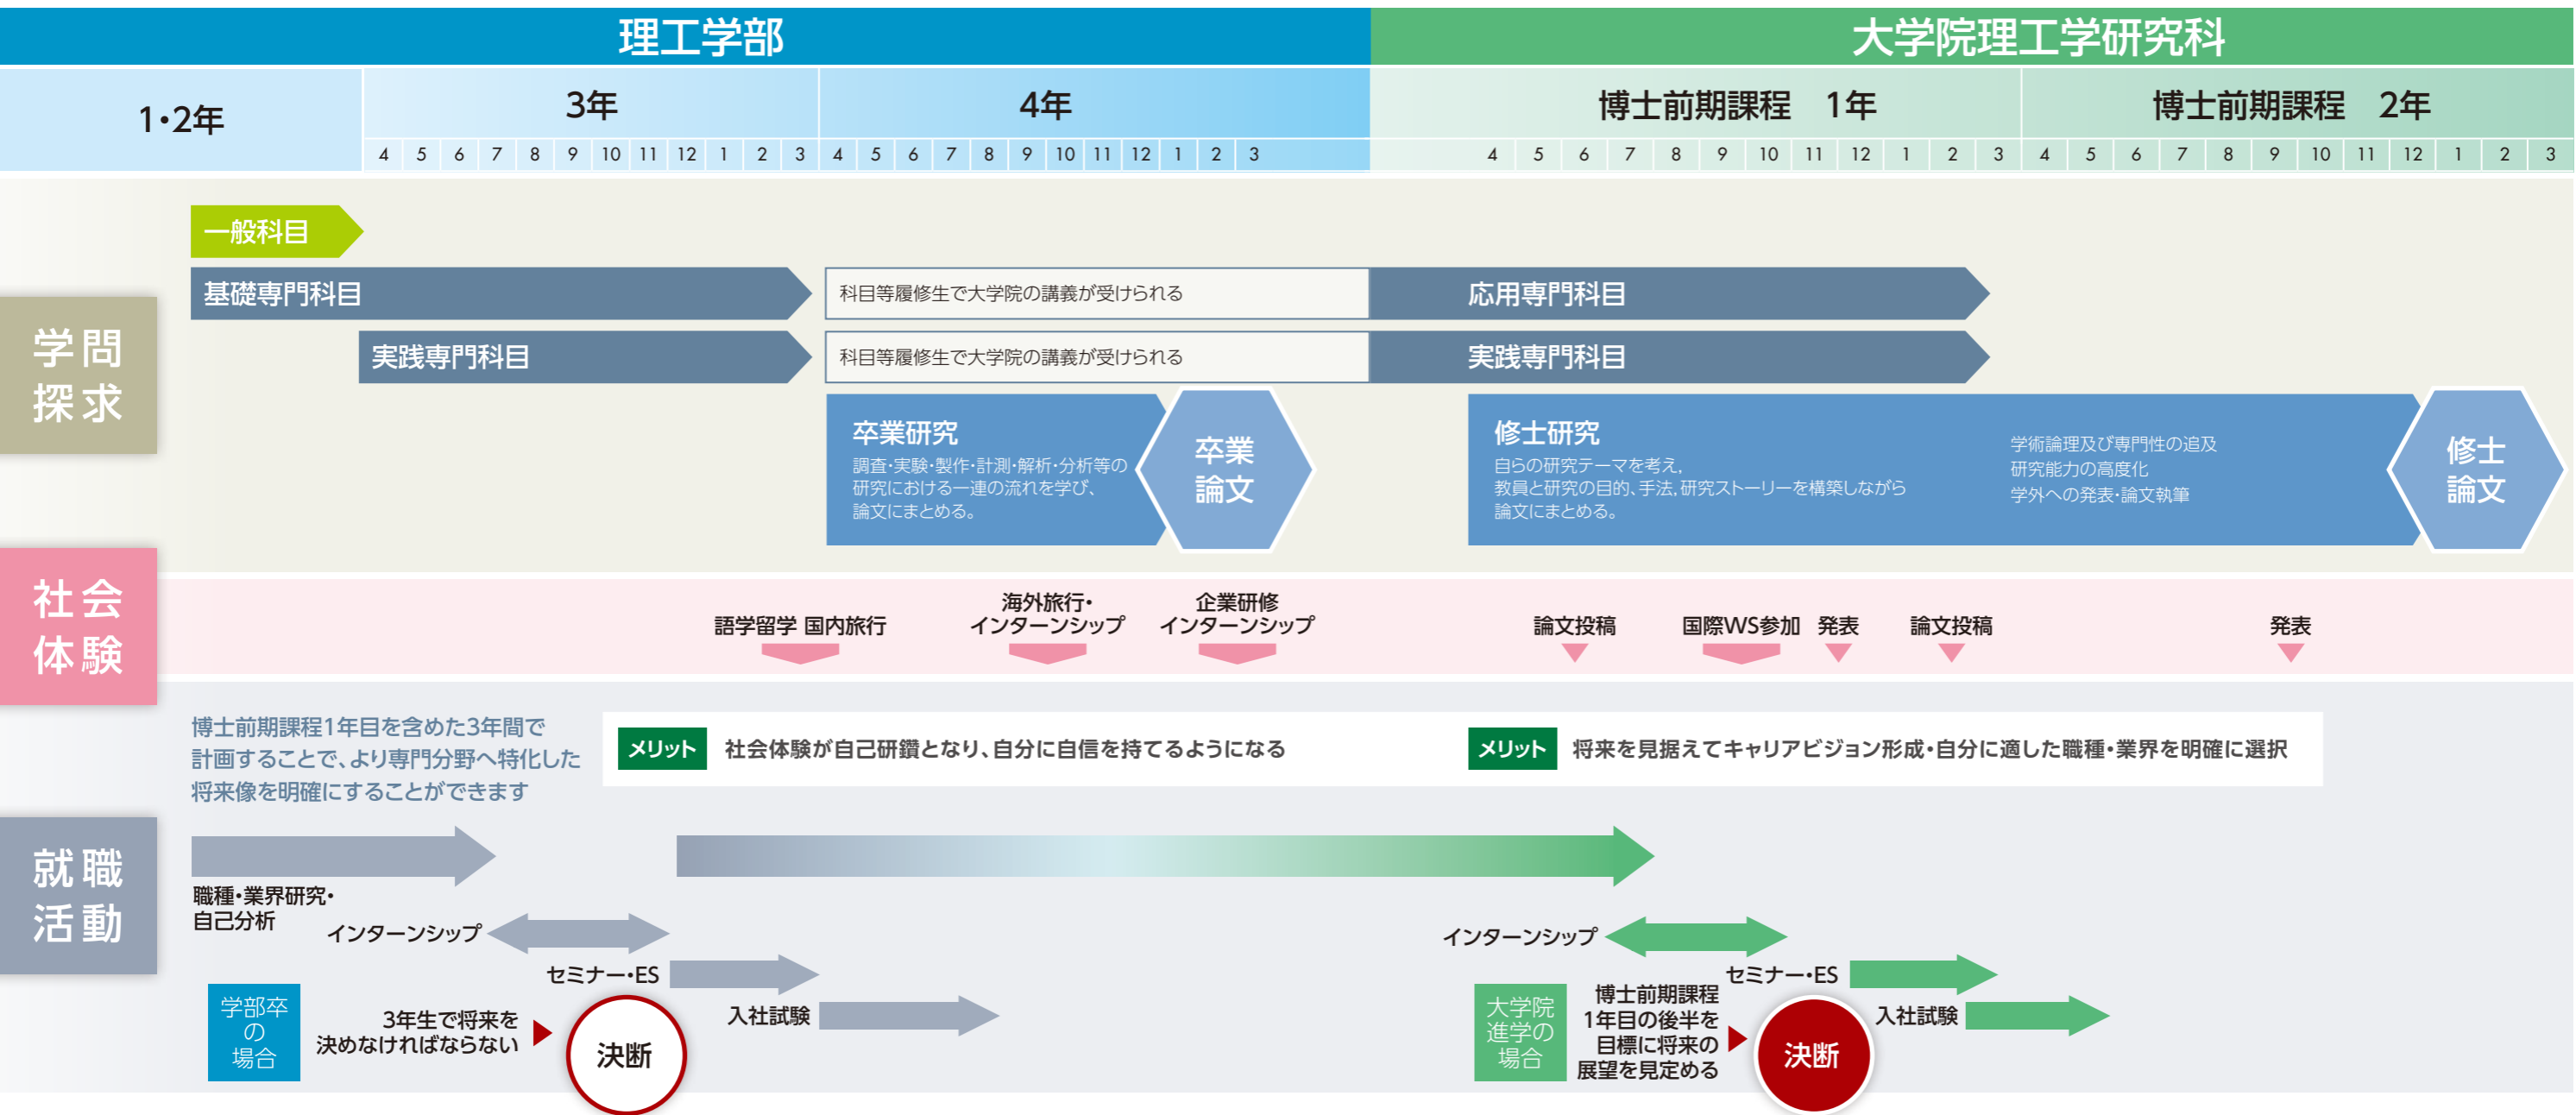 理工学部
大学院理工学研究科
1・2年
3年
4年
博士前期課程　1年
博士前期課程　2年
4 5 6 7 8 9 10 11 12 1 2 3 4 5 6 7 8 9 10 11 12 1 2 3
4 5 6 7 8 9 10 11 12 1 2 3 4 5 6 7 8 9 10 11 12 1 2 3
学問
探求
一般科目
基礎専門科目
科目等履修生で大学院の講義が受けられる
応用専門科目
実践専門科目
科目等履修生で大学院の講義が受けられる
実践専門科目
卒業研究
調査・実験・製作・計測・解析・分析等の
研究における一連の流れを学び、
論文にまとめる。
卒業
論文
修士研究
自らの研究テーマを考え,
教員と研究の目的、手法,研究ストーリーを構築しながら
論文にまとめる。
学術論理及び専門性の追及
研究能力の高度化
学外への発表・論文執筆
修士
論文
社会
体験
語学留学 国内旅行
海外旅行・
インターンシップ
企業研修
インターンシップ
論文投稿
国際WS参加
発表
論文投稿
発表
就職
活動
博士前期課程1年目を含めた3年間で
計画することで、より専門分野へ特化した
将来像を明確にすることができます
メリット
社会体験が自己研鑽となり、自分に自信を持てるようになる
メリット
将来を見据えてキャリアビジョン形成・自分に適した職種・業界を明確に選択
職種・業界研究・
自己分析
インターンシップ
セミナー・ES
入社試験
学部卒
の
場合
3年生で将来を
決めなければならない
決断
インターンシップ
セミナー・ES
入社試験
大学院
進学の
場合
博士前期課程
1年目の後半を
目標に将来の
展望を見定める
決断